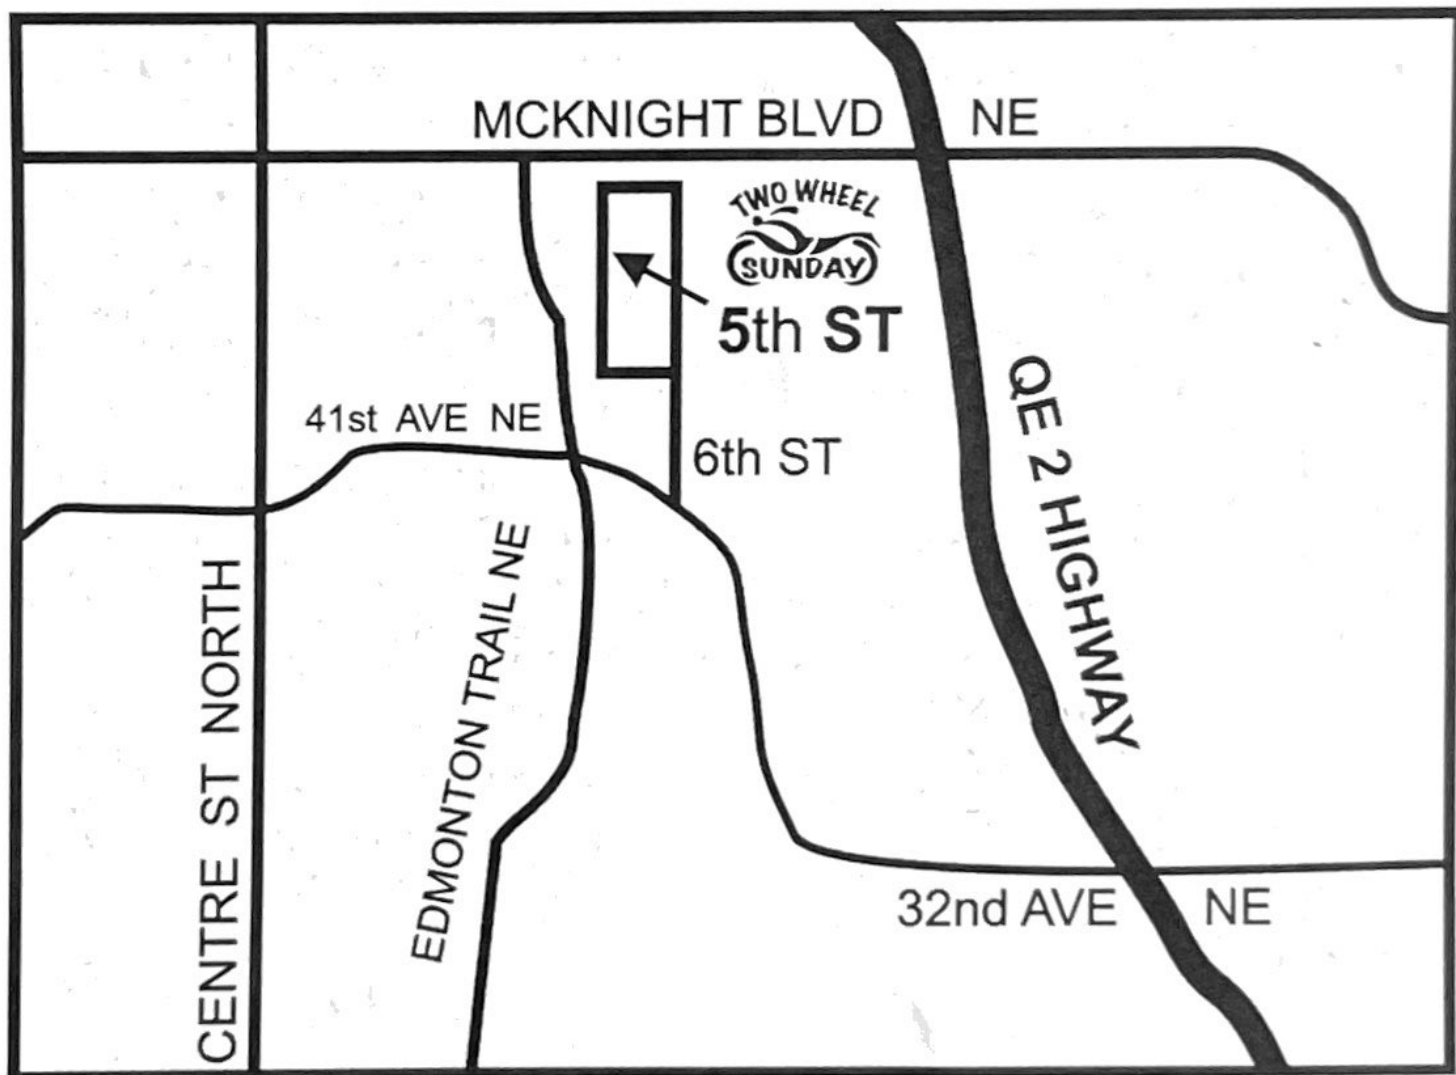 MCKNIGHT BLVD NE
TWO WHEEL
SUNDAY
5th ST
41st AVE NE
6th ST
QE 2 HIGHWAY
EDMONTON TRAIL NE
CENTRE ST NORTH
32nd AVE NE